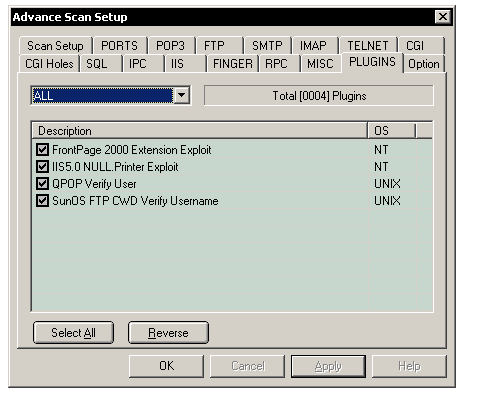 Advance Scan Setup
Scan Setup PORTS POP3 FTP SMTP IMAP TELNET CGI
CGI Holes SQL IPC IIS FINGER RPC MISC PLUGINS Option
ALL Total [0004] Plugins
Description OS
FrontPage 2000 Extension Exploit NT
IIS5.0 NULL.Printer Exploit NT
QPOP Verify User UNIX
SunOS FTP CWD Verify Username UNIX
Select All Reverse
OK Cancel Apply Help